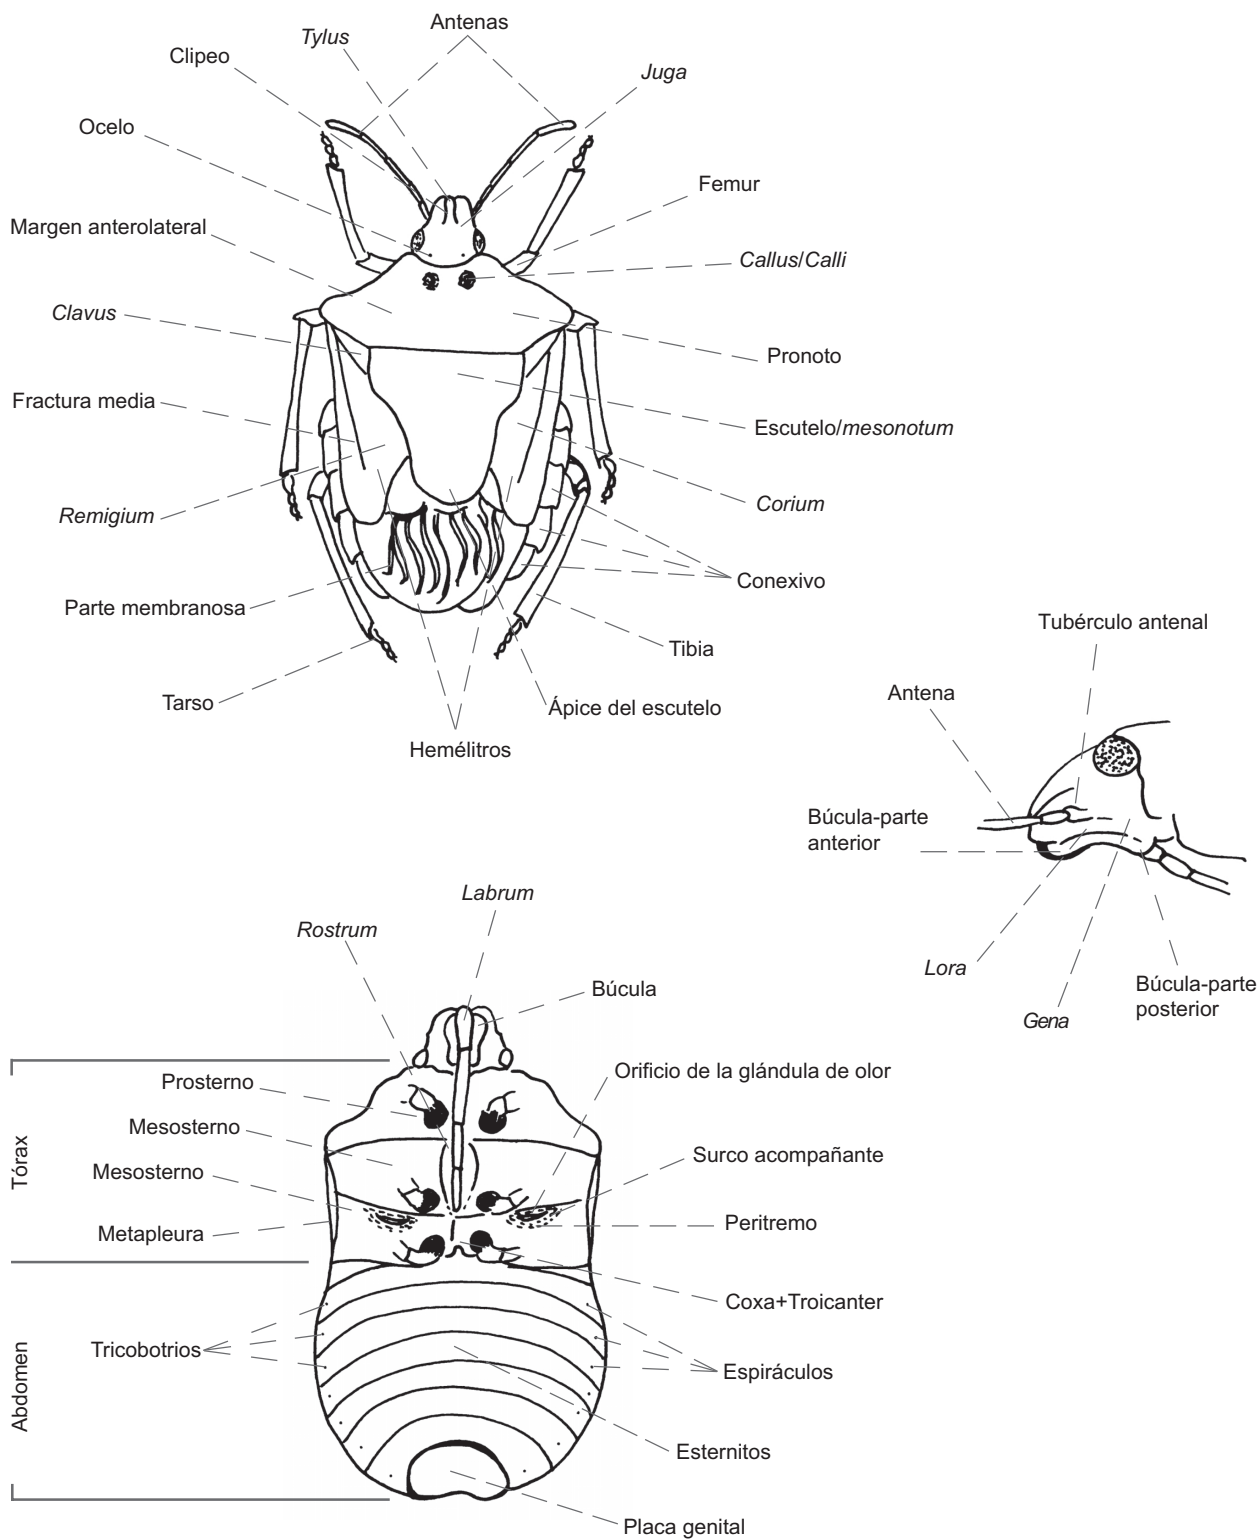 Antenas
Tylus
Clipeo
Juga
Ocelo
Femur
Margen anterolateral
Callus/Calli
Clavus
Pronoto
Fractura media
Escutelo/mesonotum
Corium
Remigium
Conexivo
Parte membranosa
Tibia
Tarso
Ápice del escutelo
Hemélitros
Tubérculo antenal
Antena
Búcula-parte
anterior
Lora
Búcula-parte
posterior
Gena
Labrum
Rostrum
Búcula
Orificio de la glándula de olor
Prosterno
Mesosterno
Surco acompañante
Mesosterno
Peritremo
Metapleura
Tórax
Coxa+Troicanter
Tricobotrios
Espiráculos
Abdomen
Esternitos
Placa genital